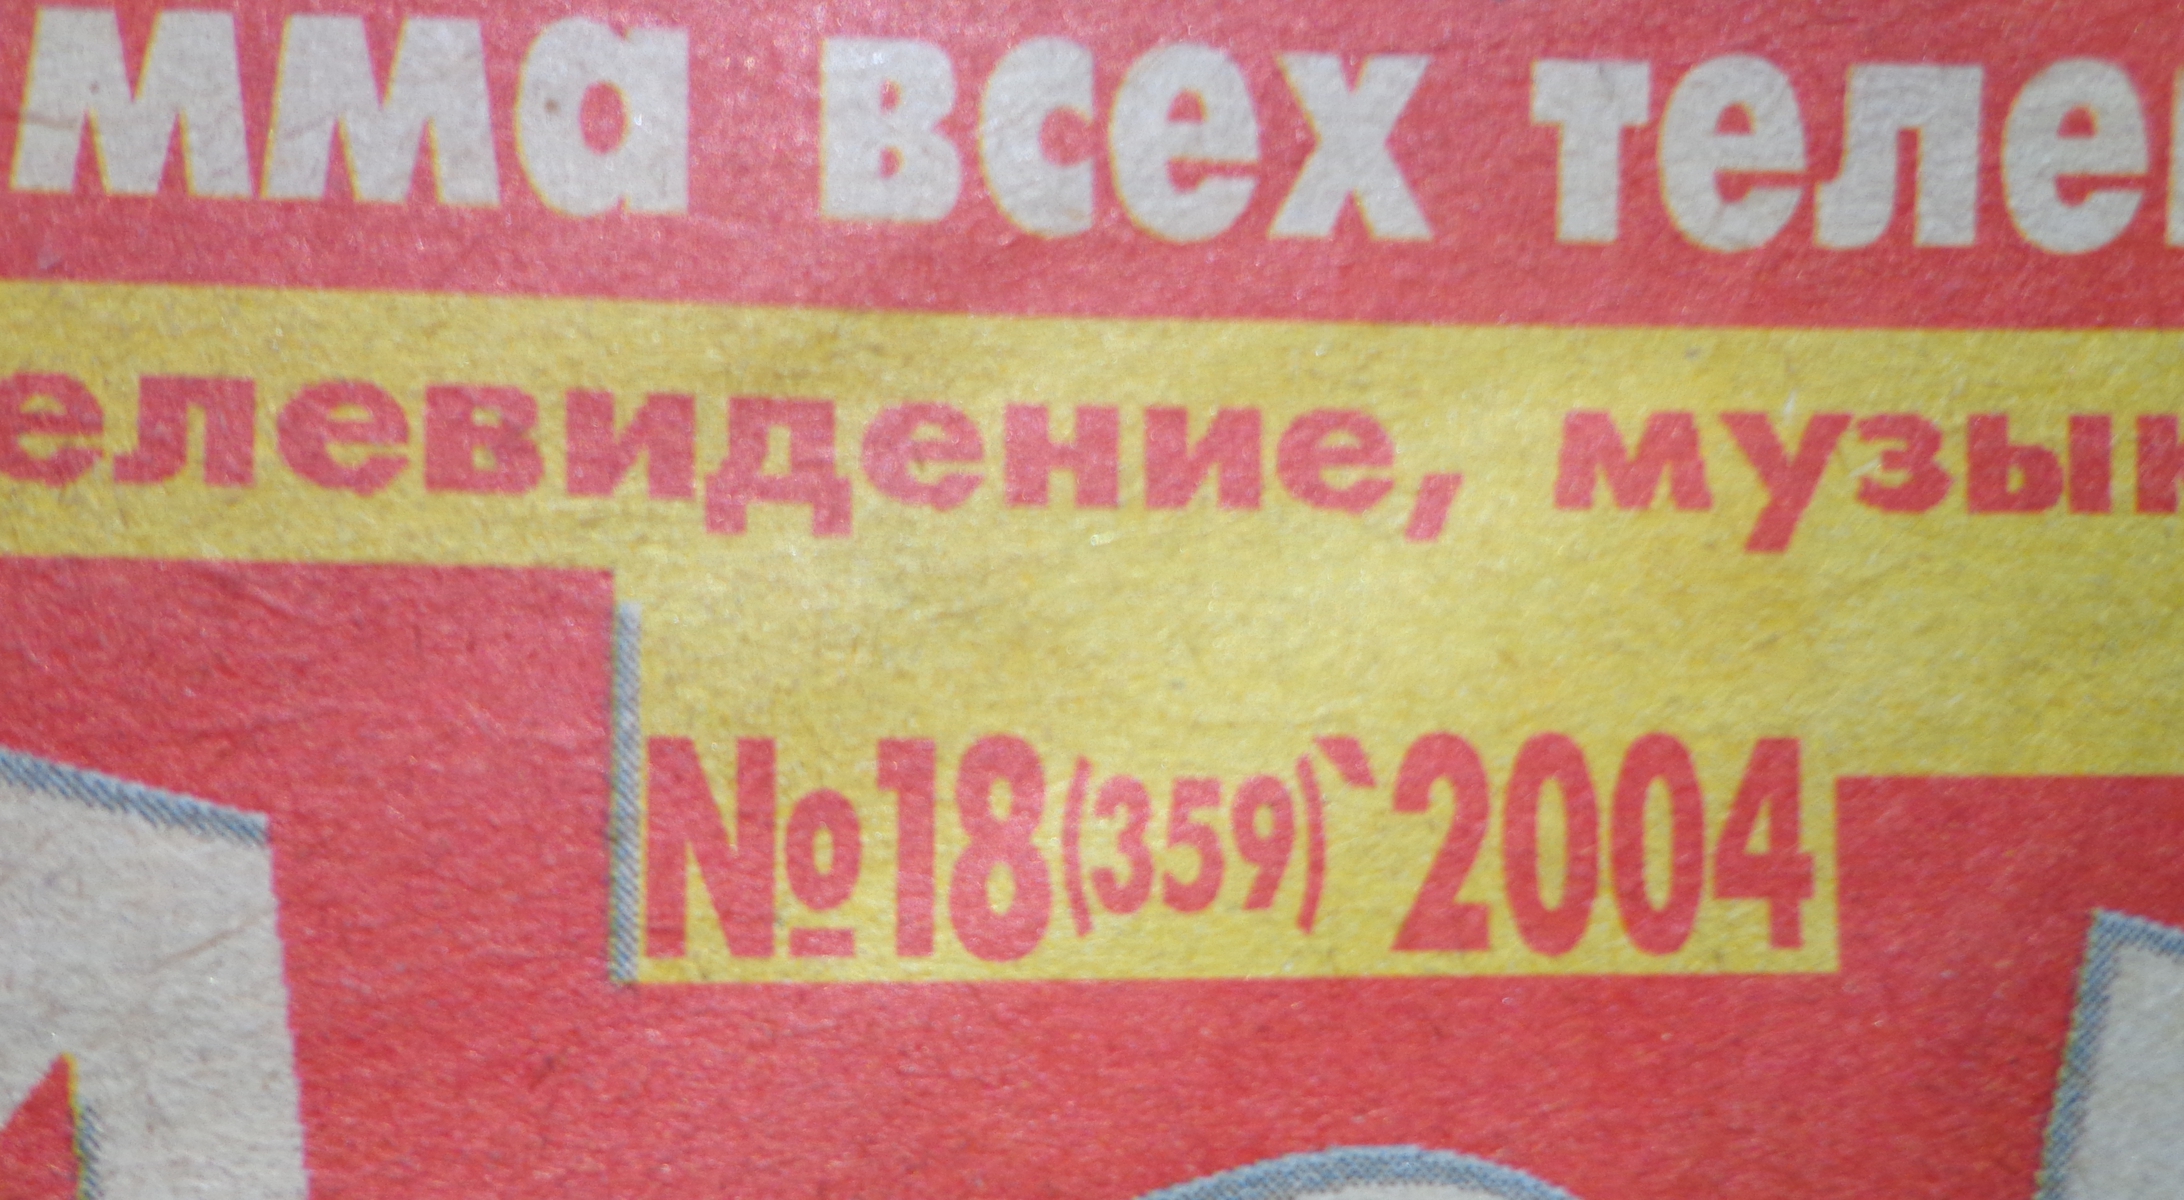 мма всех теле
елевидение, музы
№18(359)`2004